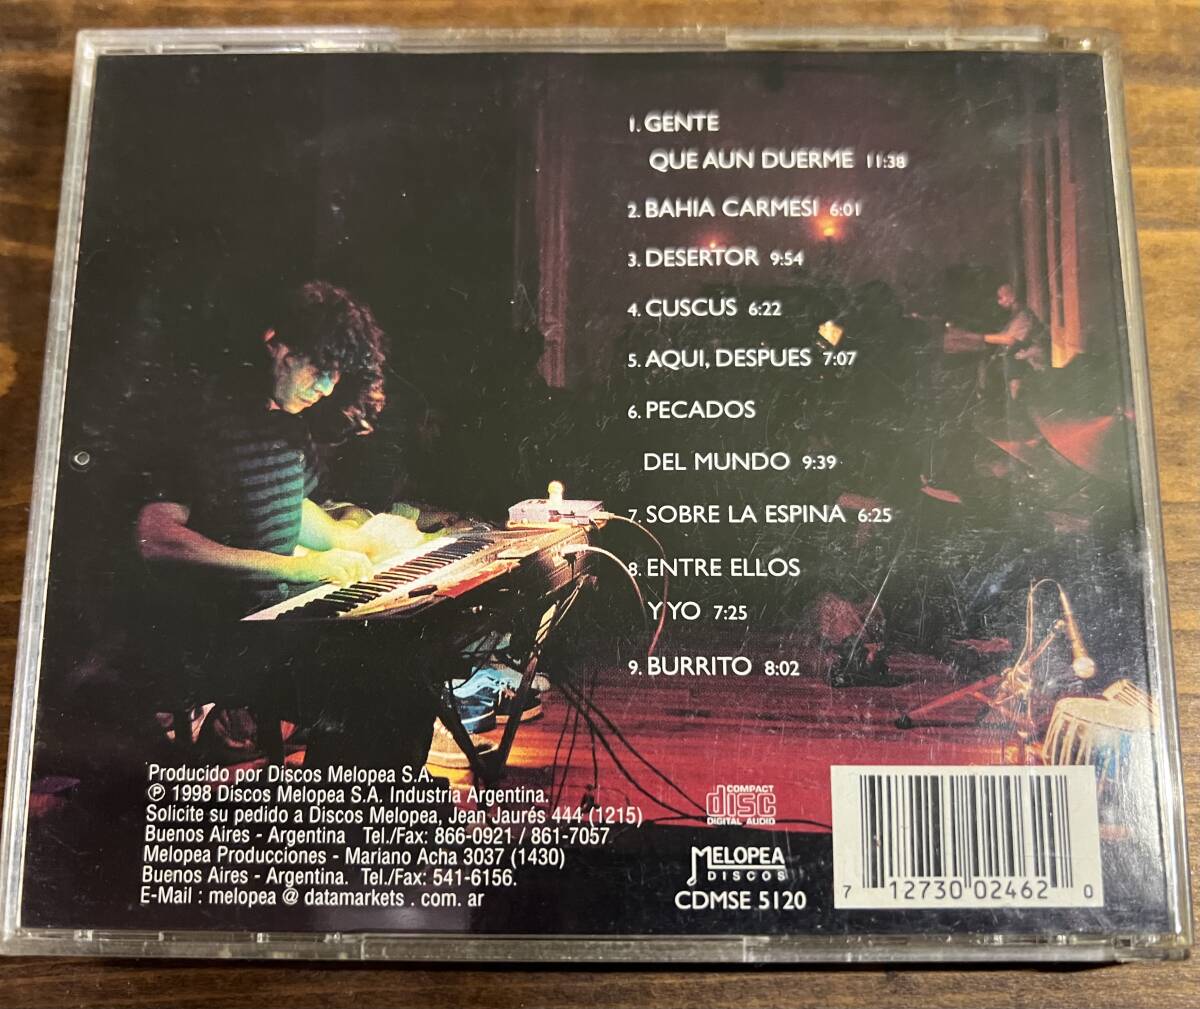 1. GENTE
QUE AUN DUERME 11:38
2. BAHIA CARMESI 6:01
3. DESERTOR 9:54
4. CUSCUS 6:22
5. AQUI, DESPUES 7:07
6. PECADOS
DEL MUNDO 9:39
7. SOBRE LA ESPINA 6:25
8. ENTRE ELLOS
Y YO 7:25
9. BURRITO 8:02
Producido por Discos Melopea S.A.
℗ 1998 Discos Melopea S.A. Industria Argentina.
Solicite su pedido a Discos Melopea, Jean Jaurés 444 (1215)
Buenos Aires - Argentina Tel./Fax: 866-0921 / 861-7057
Melopea Producciones - Mariano Acha 3037 (1430)
Buenos Aires - Argentina. Tel./Fax: 541-6156.
E-Mail : melopea @ datamarkets . com. ar
COMPACT
disc
DIGITAL AUDIO
MELOPEA
DISCOS
CDMSE 5120
7 12730 02462 0